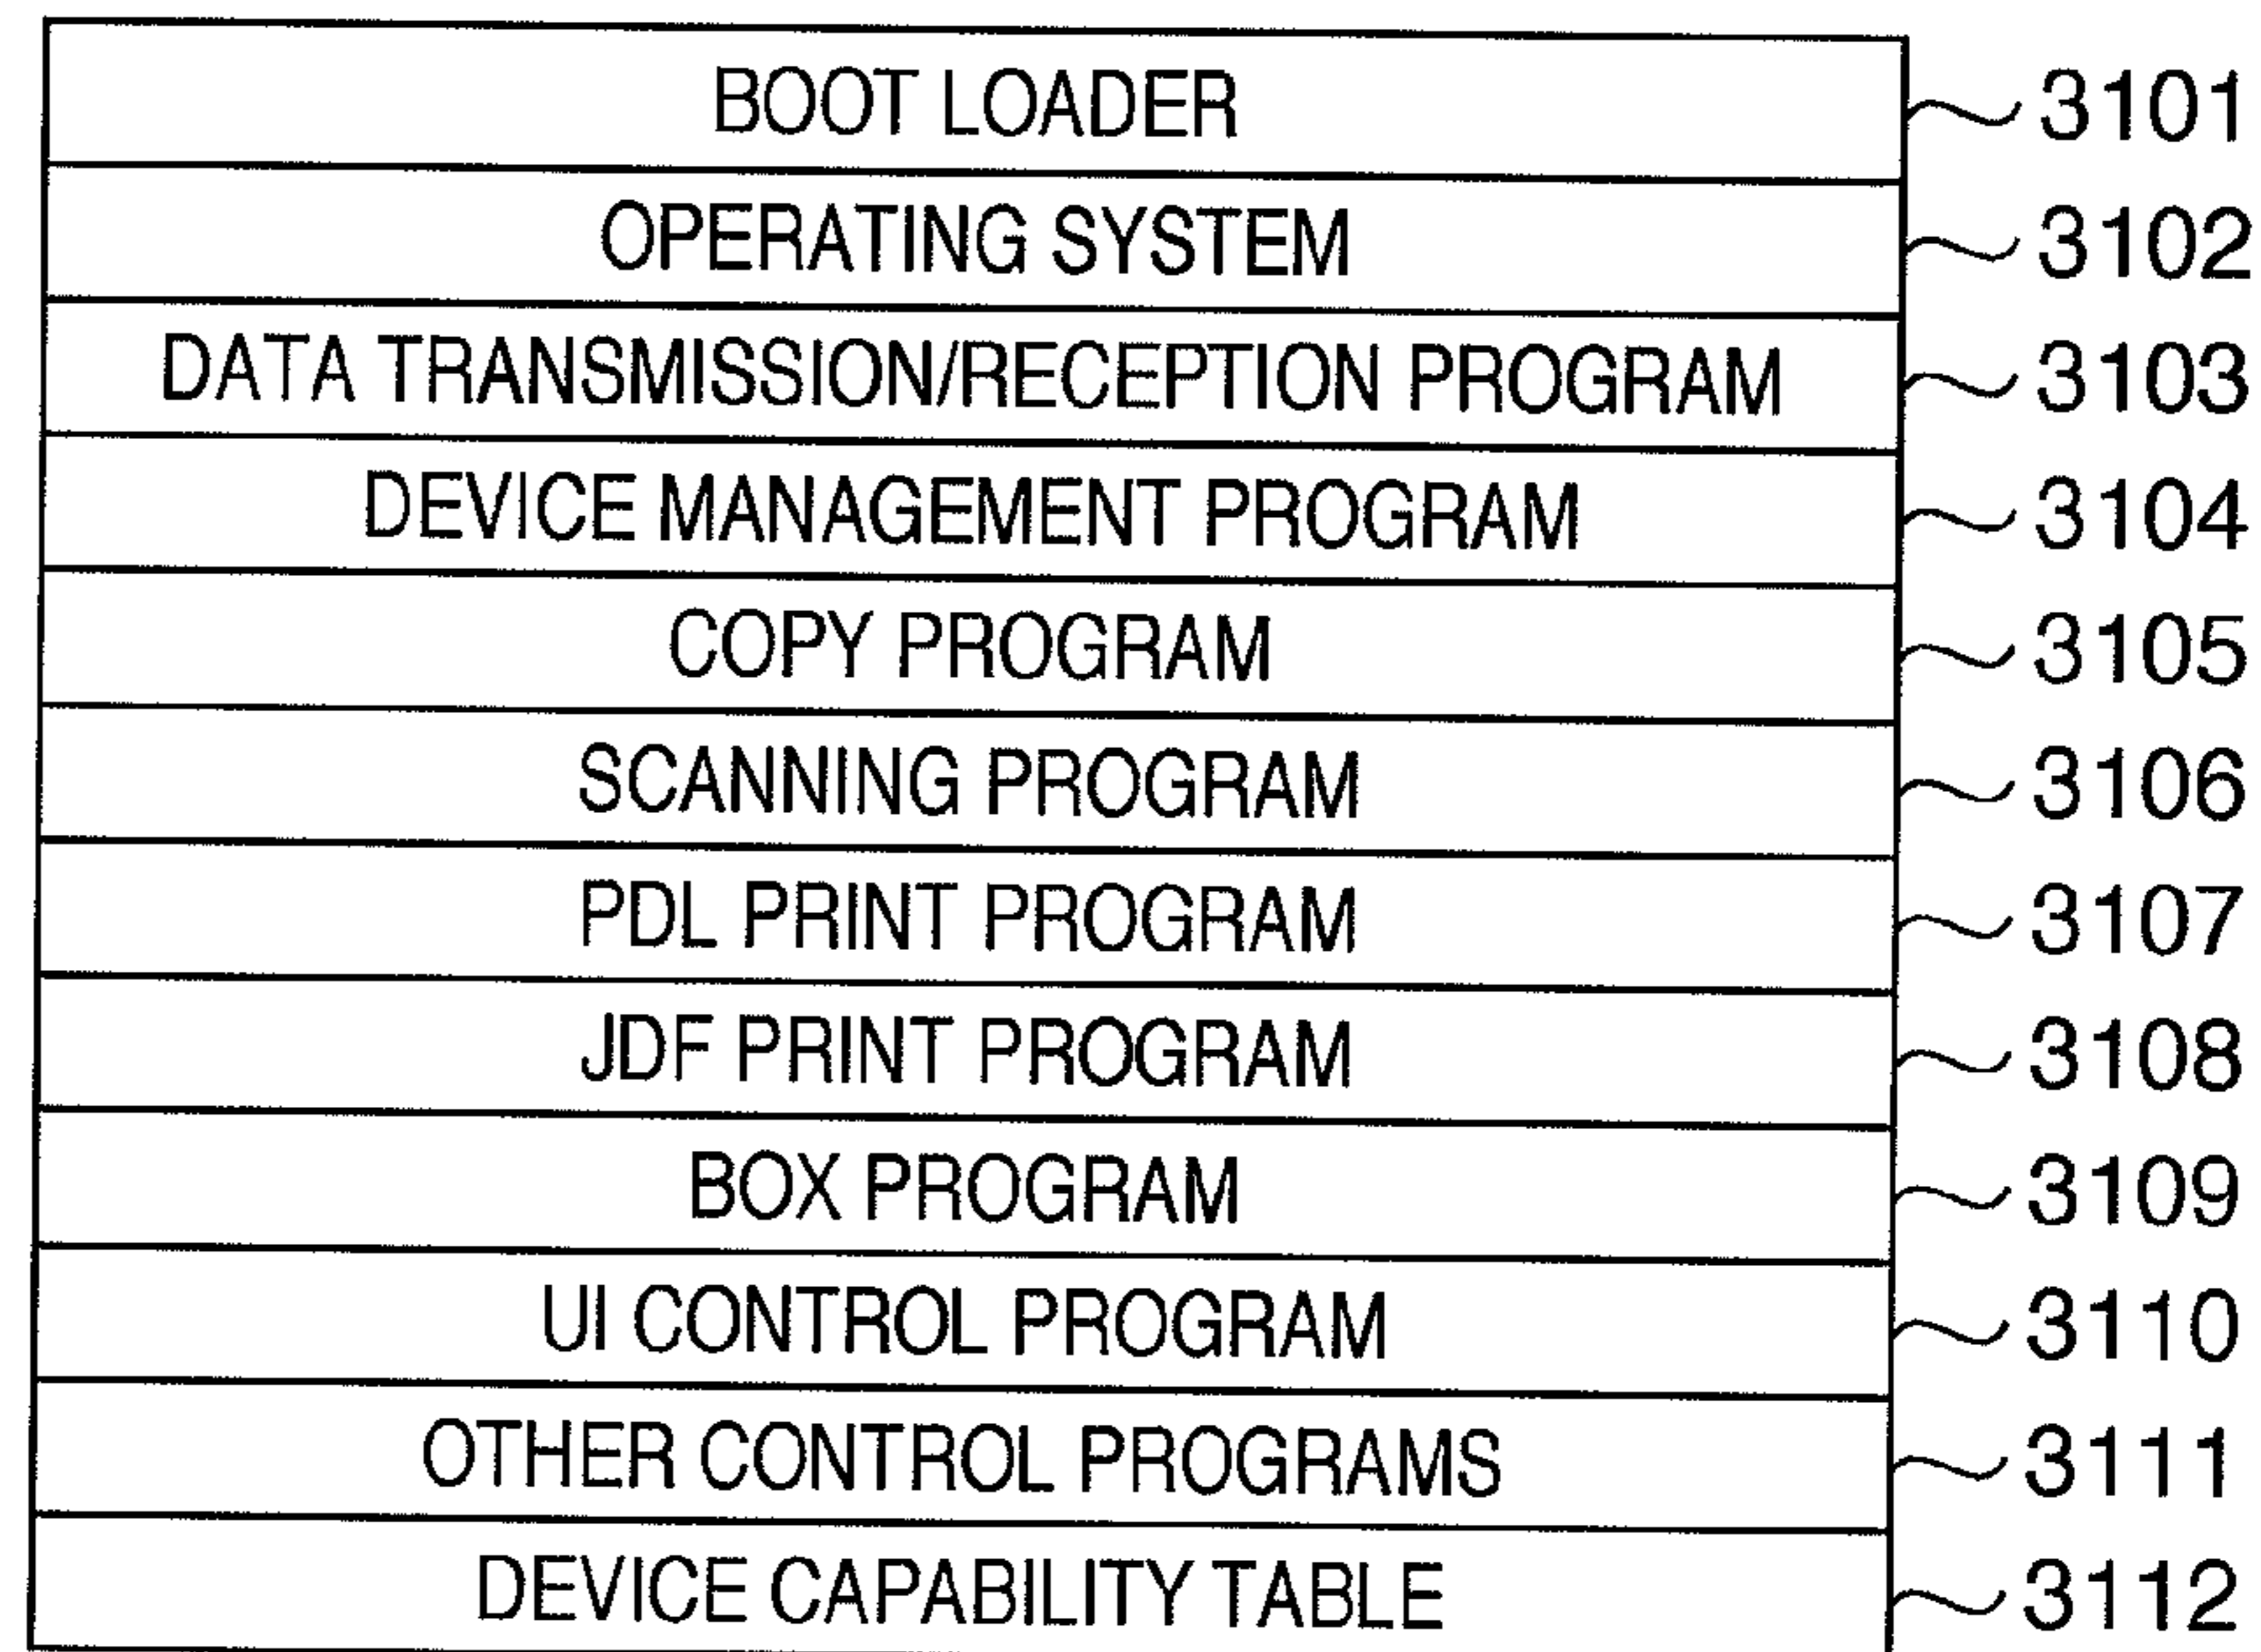 BOOT LOADER 3101
OPERATING SYSTEM 3102
DATA TRANSMISSION/RECEPTION PROGRAM 3103
DEVICE MANAGEMENT PROGRAM 3104
COPY PROGRAM 3105
SCANNING PROGRAM 3106
PDL PRINT PROGRAM 3107
JDF PRINT PROGRAM 3108
BOX PROGRAM 3109
UI CONTROL PROGRAM 3110
OTHER CONTROL PROGRAMS 3111
DEVICE CAPABILITY TABLE 3112